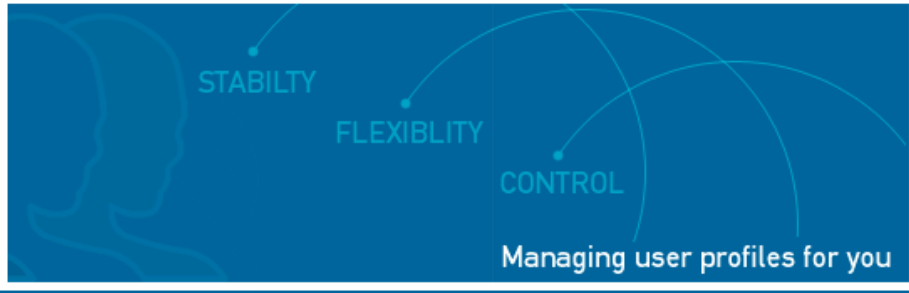 STABILTY
FLEXIBLITY
CONTROL
Managing user profiles for you